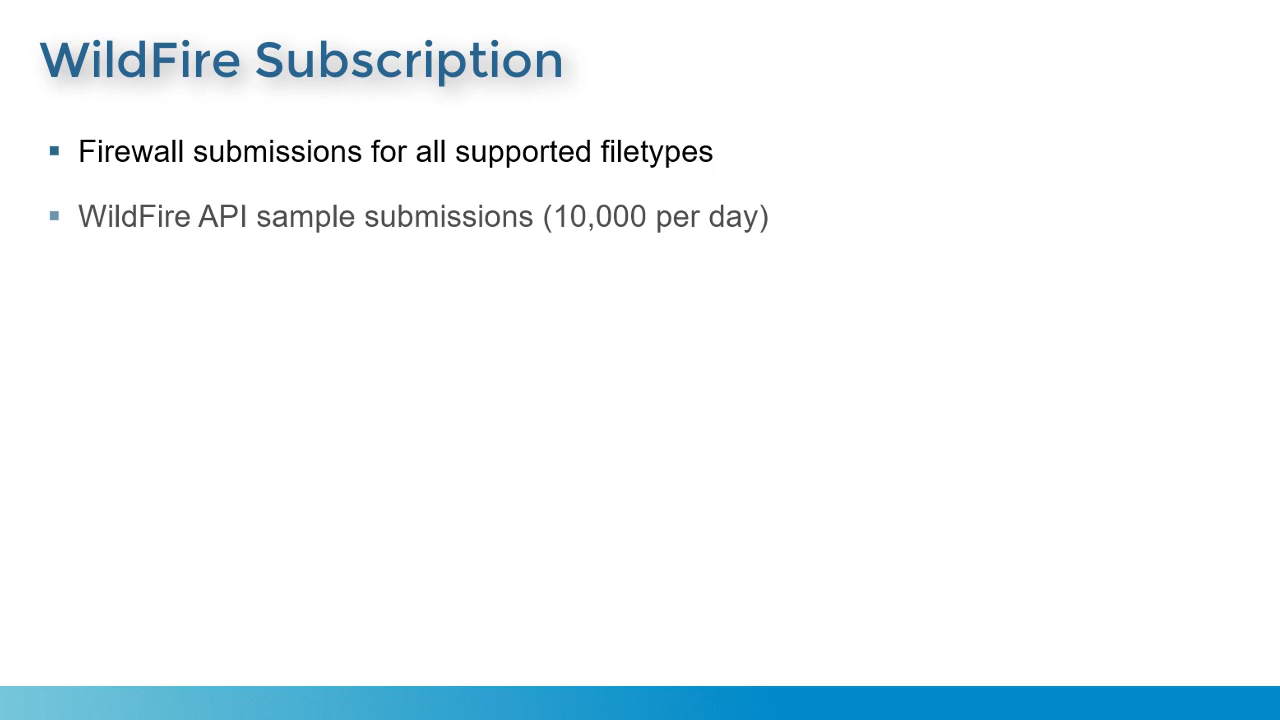 WildFire Subscription
▪ Firewall submissions for all supported filetypes
▪ WildFire API sample submissions (10,000 per day)